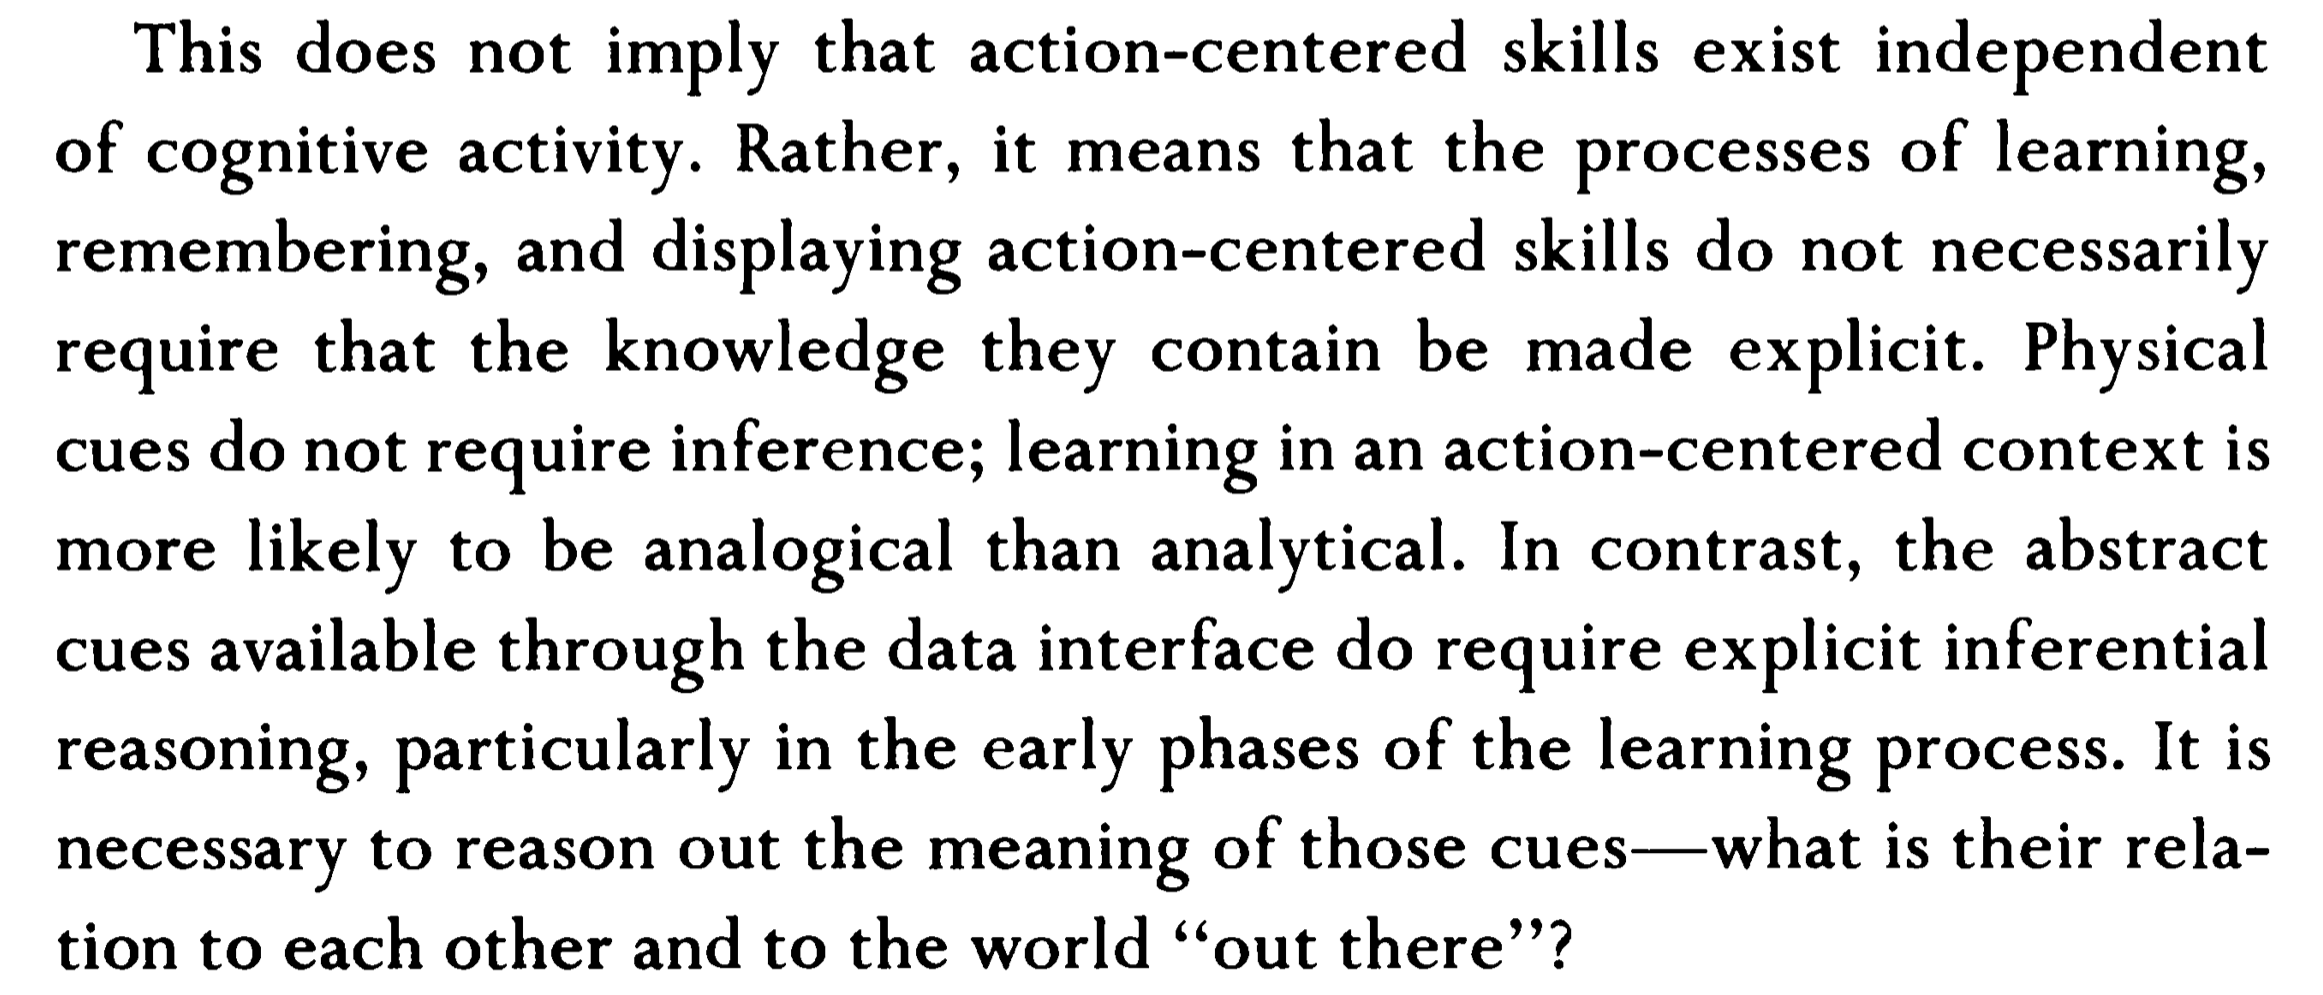 This does not imply that action-centered skills exist independent
of cognitive activity. Rather, it means that the processes of learning,
remembering, and displaying action-centered skills do not necessarily
require that the knowledge they contain be made explicit. Physical
cues do not require inference; learning in an action-centered context is
more likely to be analogical than analytical. In contrast, the abstract
cues available through the data interface do require explicit inferential
reasoning, particularly in the early phases of the learning process. It is
necessary to reason out the meaning of those cues—what is their rela-
tion to each other and to the world “out there”?